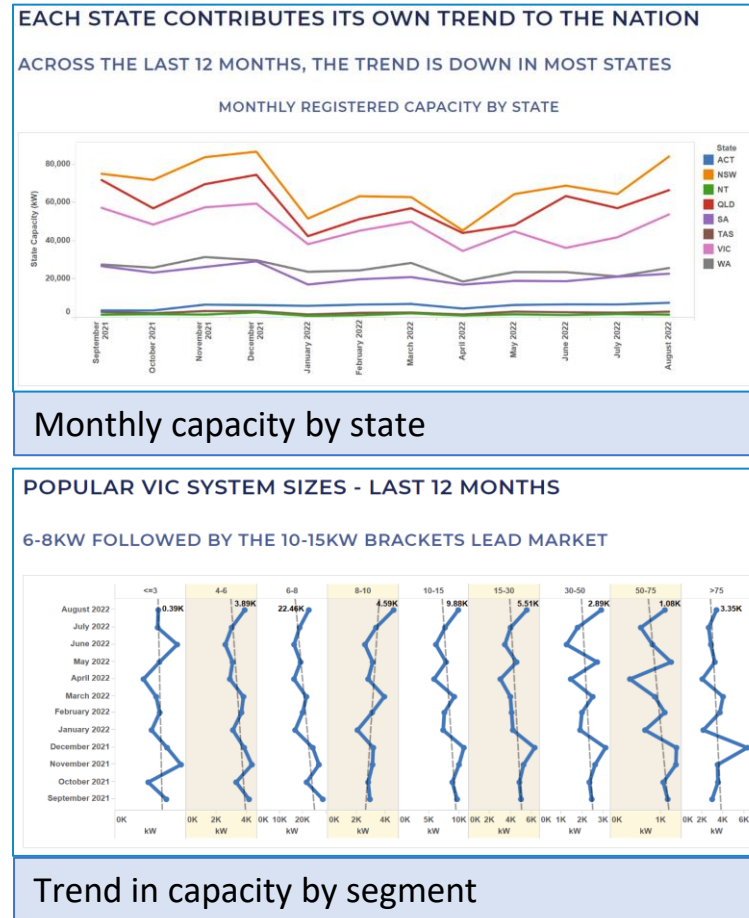 EACH STATE CONTRIBUTES ITS OWN TREND TO THE NATION
ACROSS THE LAST 12 MONTHS, THE TREND IS DOWN IN MOST STATES
MONTHLY REGISTERED CAPACITY BY STATE
State
ACT
NSW
NT
QLD
SA
TAS
VIC
WA
State Capacity (kW)
80,000
60,000
40,000
20,000
0
September 2021
October 2021
November 2021
December 2021
January 2022
February 2022
March 2022
April 2022
May 2022
June 2022
July 2022
August 2022
Monthly capacity by state
POPULAR VIC SYSTEM SIZES - LAST 12 MONTHS
6-8KW FOLLOWED BY THE 10-15KW BRACKETS LEAD MARKET
<=3 4-6 6-8 8-10 10-15 15-30 30-50 50-75 >75
August 2022 0.39K 3.89K 22.46K 4.59K 9.88K 5.51K 2.89K 1.08K 3.35K
July 2022
June 2022
May 2022
April 2022
March 2022
February 2022
January 2022
December 2021
November 2021
October 2021
September 2021
0K 0K 2K 4K 0K 10K 20K 0K 2K 4K 0K 5K 10K 0K 2K 4K 6K 0K 1K 2K 3K 0K 1K 0K 2K 4K 6K
kW kW kW kW kW kW kW kW kW
Trend in capacity by segment